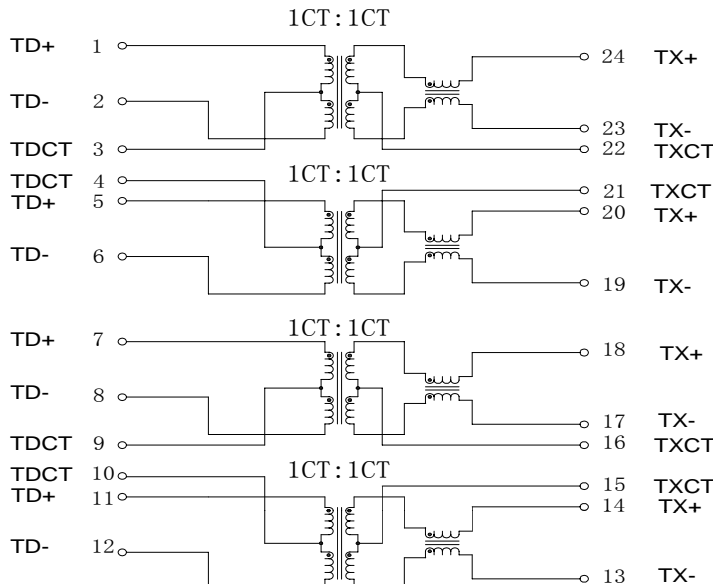 1CT:1CT
TD+ 1 24 TX+
TD- 2 23 TX-
TDCT 3 22 TXCT
TDCT 4 1CT:1CT 21 TXCT
TD+ 5 20 TX+
TD- 6 19 TX-
1CT:1CT
TD+ 7 18 TX+
TD- 8 17 TX-
TDCT 9 16 TXCT
TDCT 10 1CT:1CT 15 TXCT
TD+ 11 14 TX+
TD- 12 13 TX-